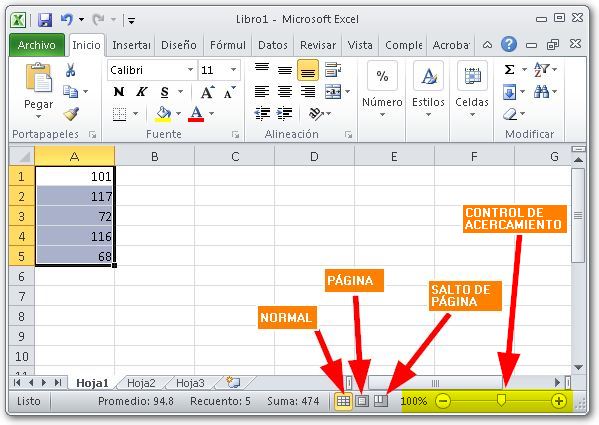 Libro1 - Microsoft Excel
Archivo Inicio Insertar Diseño Fórmul Datos Revisar Vista Comple Acroba
Pegar
Calibri 11
N K S A A
A
Número
Estilos
Celdas
Portapapeles Fuente Alineación Modificar
A B C D E F G
1 101
2 117
3 72
4 116
5 68
6
7
8
9
10
11
CONTROL DE
ACERCAMIENTO
PÁGINA
SALTO DE
PÁGINA
NORMAL
Hoja1 Hoja2 Hoja3
Listo Promedio: 94.8 Recuento: 5 Suma: 474 100%